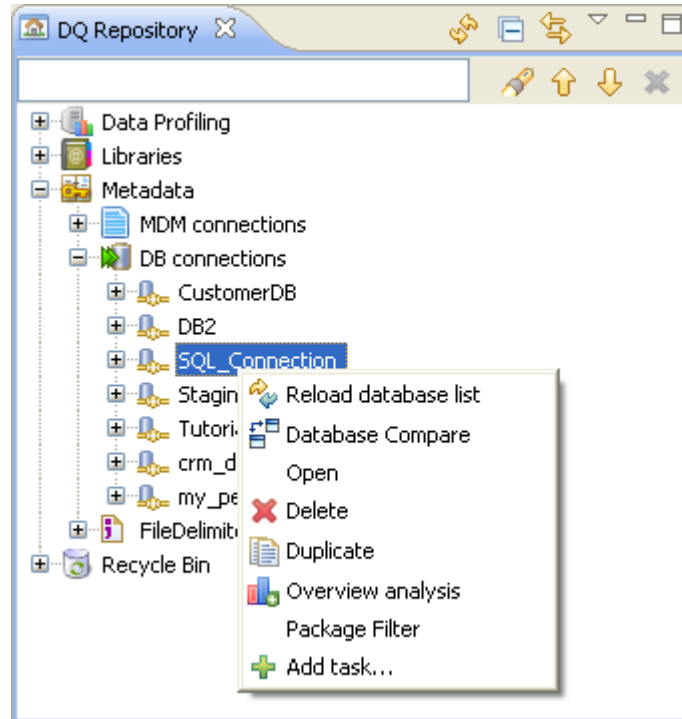 DQ Repository
Data Profiling
Libraries
Metadata
MDM connections
DB connections
CustomerDB
DB2
SQL_Connection
Reload database list
Database Compare
Open
Delete
Duplicate
Overview analysis
Package Filter
Add task...
Recycle Bin